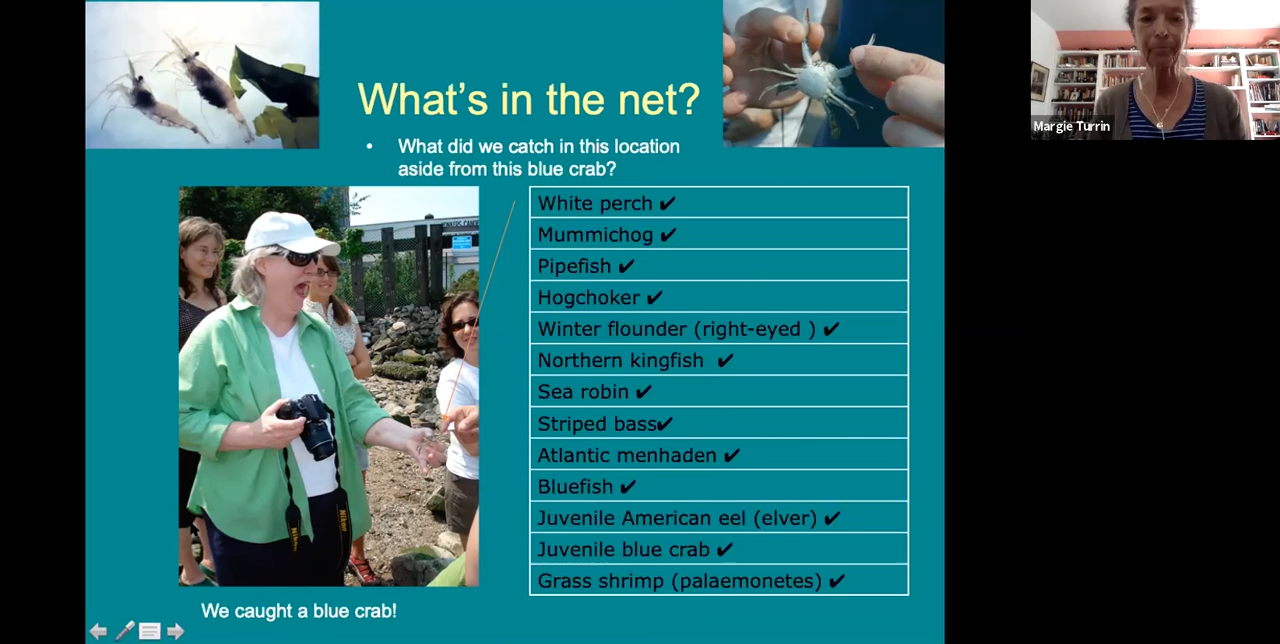 What's in the net?
• What did we catch in this location
aside from this blue crab?
White perch ✔
Mummichog ✔
Pipefish ✔
Hogchoker ✔
Winter flounder (right-eyed ) ✔
Northern kingfish ✔
Sea robin ✔
Striped bass✔
Atlantic menhaden ✔
Bluefish ✔
Juvenile American eel (elver) ✔
Juvenile blue crab ✔
Grass shrimp (palaemonetes) ✔
Nikon
Nikon
We caught a blue crab!
Margie Turrin